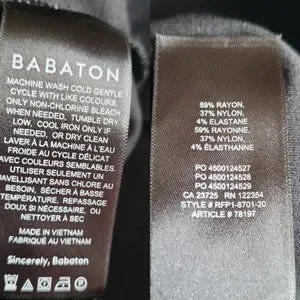 BABATON
MACHINE WASH COLD GENTLE
CYCLE WITH LIKE COLOURS,
ONLY NON-CHLORINE BLEACH
WHEN NEEDED, TUMBLE DRY
LOW, COOL IRON ONLY IF
NEEDED, OR DRY CLEAN
LAVER À LA MACHINE À L'EAU
FROIDE AU CYCLE DÉLICAT
AVEC COULEURS SEMBLABLES.
UTILISER SEULEMENT UN
JAVELLISANT SANS CHLORE AU
BESOIN, SÉCHER À BASSE
TEMPÉRATURE, REPASSAGE
DOUX SI NÉCESSAIRE, OU
NETTOYER À SEC
MADE IN VIETNAM
FABRIQUÉ AU VIETNAM
Sincerely, Babaton
59% RAYON,
37% NYLON,
4% ELASTANE
59% RAYONNE,
37% NYLON,
4% ÉLASTHANNE
PO 4500124527
PO 4500124528
PO 4500124529
CA 23725 RN 122354
STYLE # RFP1-8701-20
ARTICLE # 78197